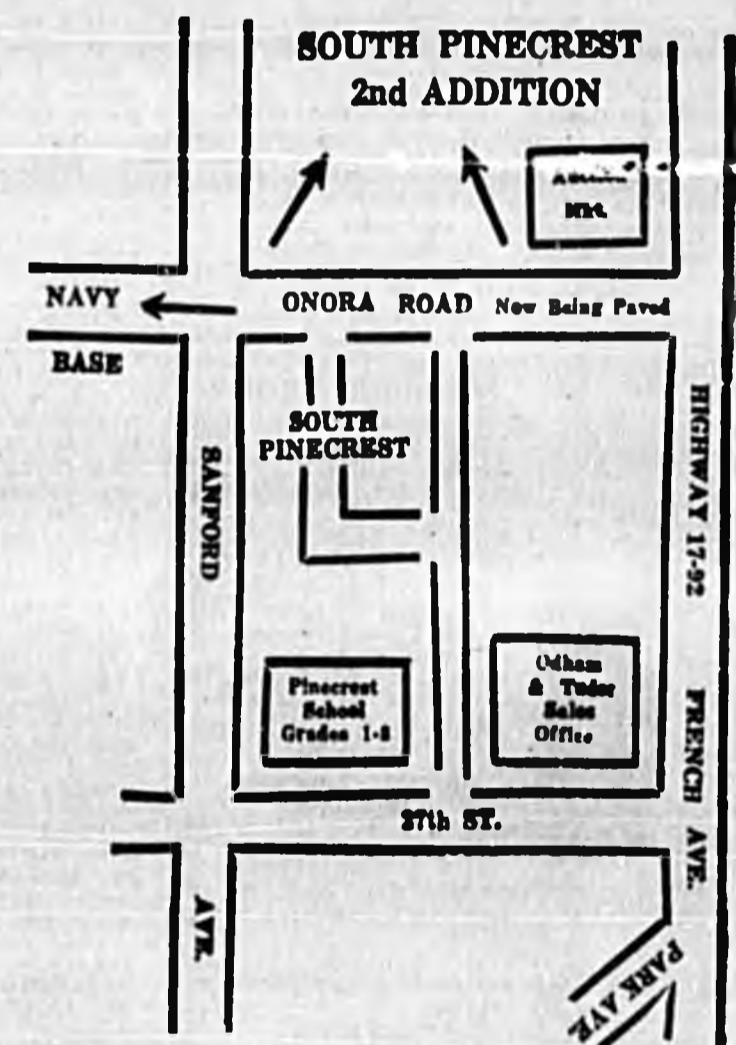 SOUTH PINECREST
2nd ADDITION
Mkt.
NAVY
BASE
ONORA ROAD Now Being Paved
SOUTH
PINECREST
SANFORD
HIGHWAY 17-92
Pinecrest
School
Grades 1-8
Odham
& Tudor
Sales
Office
FRENCH AVE.
27th ST.
AVE.
PARK AVE.